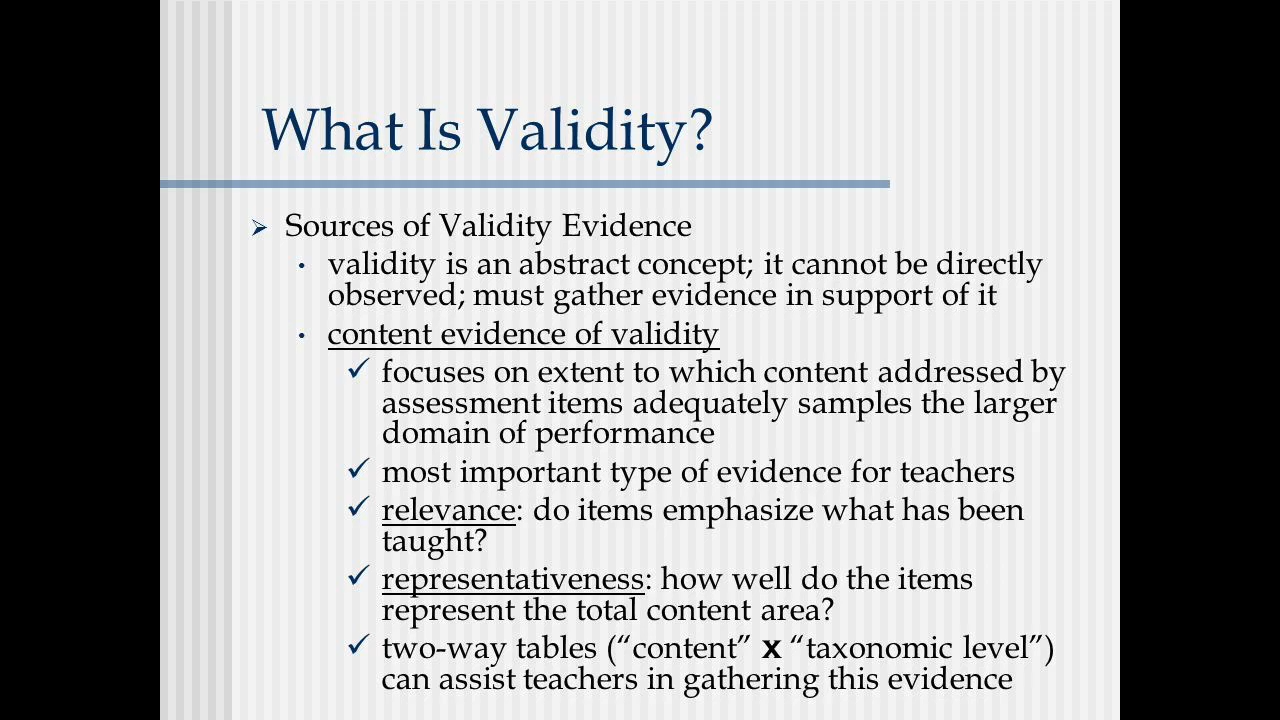 What Is Validity?
Sources of Validity Evidence
validity is an abstract concept; it cannot be directly
observed; must gather evidence in support of it
content evidence of validity
focuses on extent to which content addressed by
assessment items adequately samples the larger
domain of performance
most important type of evidence for teachers
relevance: do items emphasize what has been
taught?
representativeness: how well do the items
represent the total content area?
two-way tables (“content” x “taxonomic level”)
can assist teachers in gathering this evidence